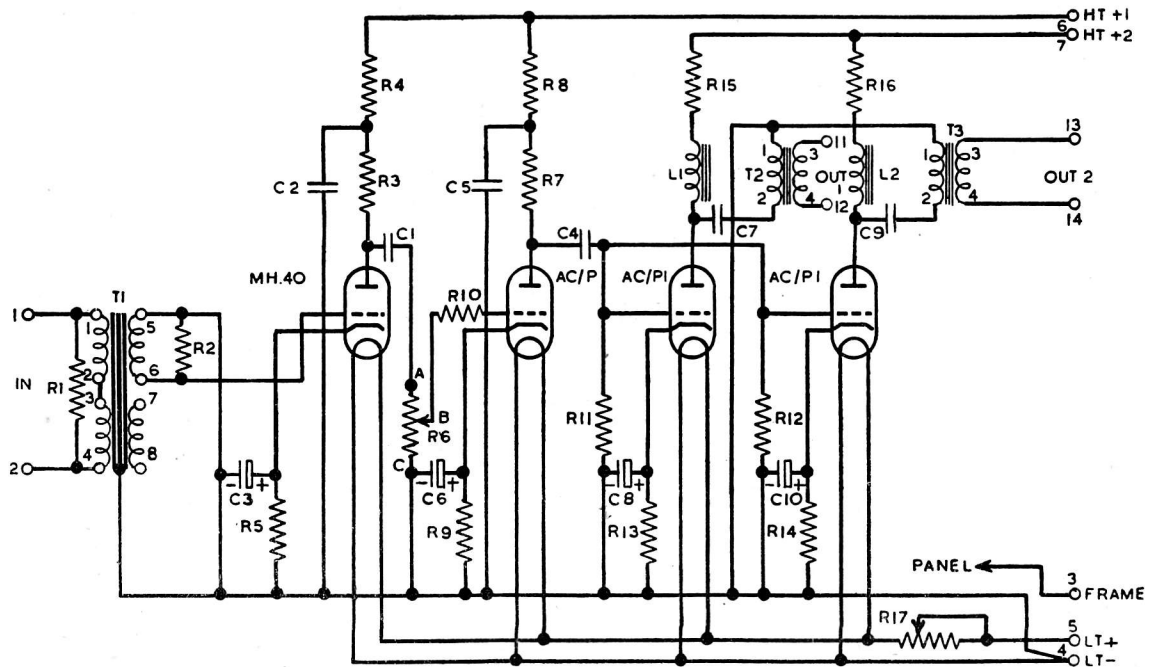 HT +1
6
HT +2
7
R4
R8
R15
R16
T3
13
1
3
11
1
3
R3
R7
C2
C5
L1
T2
OUT
1
L2
OUT 2
2
4
12
2
4
14
C1
C4
C7
C9
MH.40
AC/P
AC/P1
AC/P1
R10
T1
1
1
5
R2
IN
R1
2
6
3
7
A
B
R6
R11
R12
2
4
8
C
- +
C3
- +
C6
- +
C8
- +
C10
R5
R9
R13
R14
PANEL
3
FRAME
R17
5
LT+
4
LT-